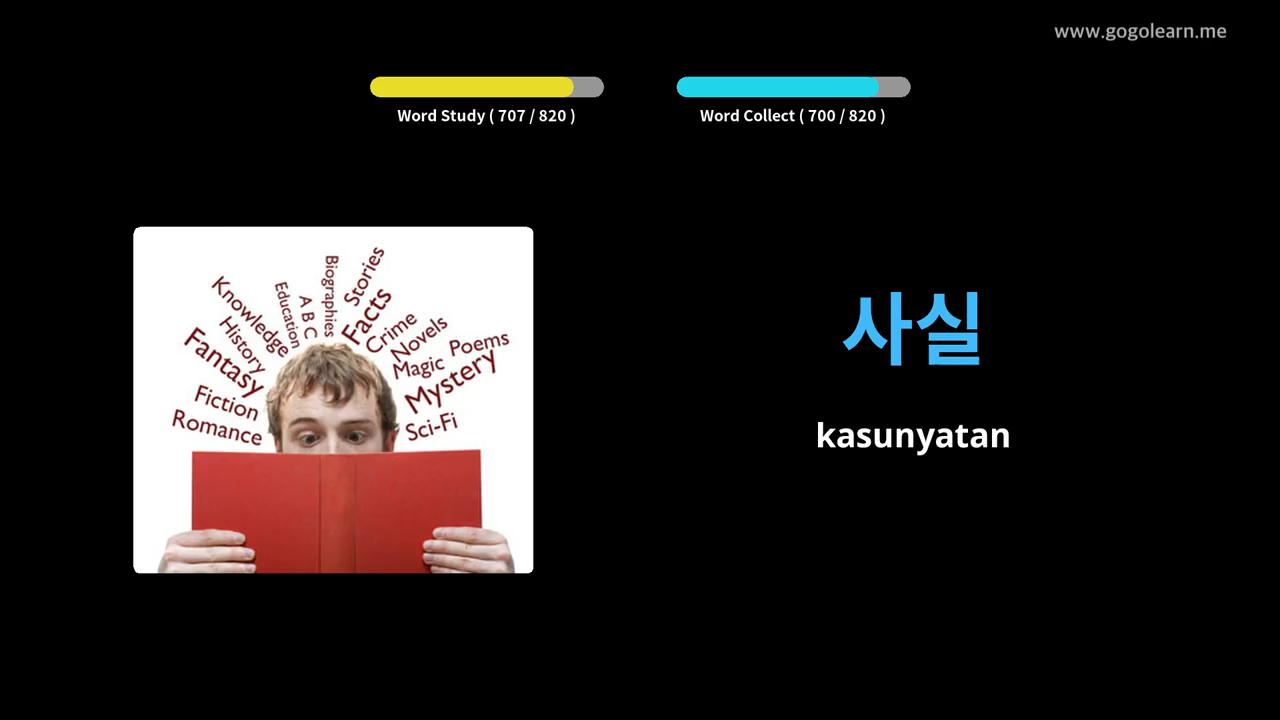 www.gogolearn.me
Word Study ( 707 / 820 )
Word Collect ( 700 / 820 )
Knowledge
History
Fantasy
Fiction
Romance
Education
A B C
Biographies
Stories
Facts
Crime
Novels
Magic
Poems
Mystery
Sci-Fi
사실
kasunyatan